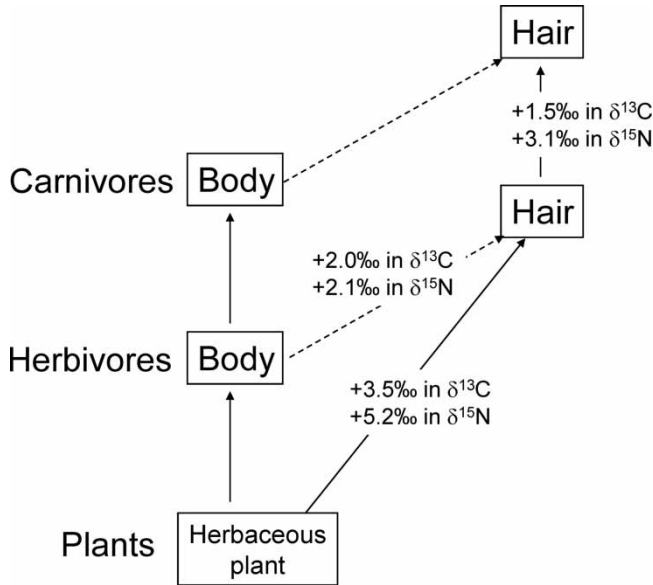 Hair
+1.5‰ in δ¹³C
+3.1‰ in δ¹⁵N
Carnivores
Body
Hair
+2.0‰ in δ¹³C
+2.1‰ in δ¹⁵N
Herbivores
Body
+3.5‰ in δ¹³C
+5.2‰ in δ¹⁵N
Plants
Herbaceous
plant